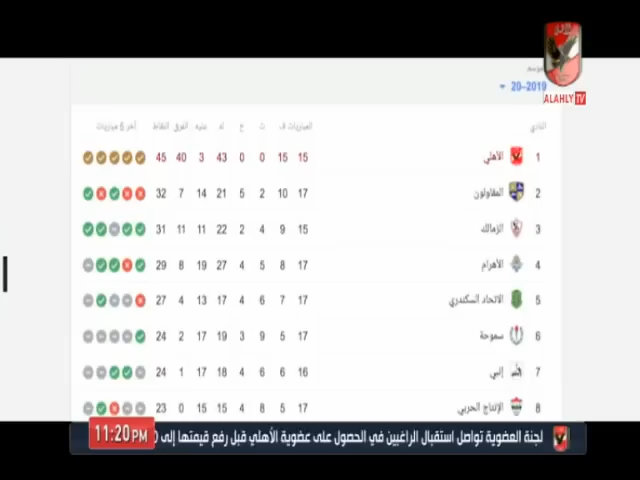 ALAHLY TV
موسم
20–2019
النادي المباريات ف ت خ له عليه الفرق النقاط آخر 5 مباريات
1 الأهلي 15 15 0 0 43 3 40 45
2 المقاولون 17 10 2 5 21 14 7 32
3 الزمالك 15 9 4 2 22 11 11 31
4 الأهرام 17 8 5 4 27 19 8 29
5 الاتحاد السكندري 17 7 6 4 17 13 4 27
6 سموحة 17 5 9 3 19 17 2 24
7 إنبي 16 6 6 4 18 17 1 24
8 الإنتاج الحربي 17 5 8 4 15 15 0 23
لجنة العضوية تواصل استقبال الراغبين في الحصول على عضوية الأهلي قبل رفع قيمتها إلى
11:20 PM